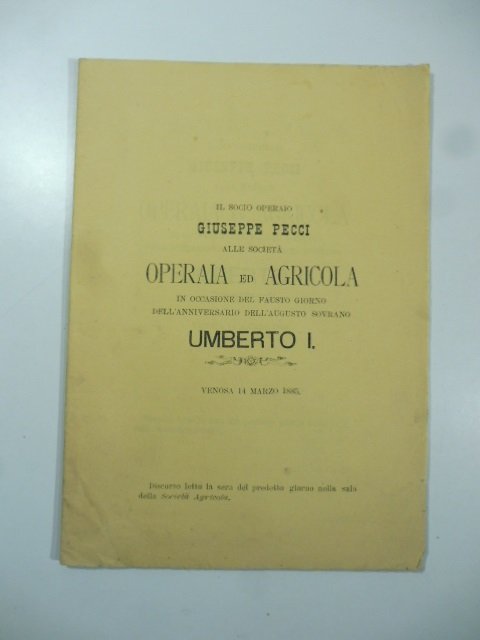 IL SOCIO OPERAIO
GIUSEPPE PECCI
ALLE SOCIETÀ
OPERAIA ED AGRICOLA
IN OCCASIONE DEL FAUSTO GIORNO
DELL'ANNIVERSARIO DELL'AUGUSTO SOVRANO
UMBERTO I.
VENOSA 14 MARZO 1885.
Discorso letto la sera del predetto giorno nella sala
della Società Agricola.